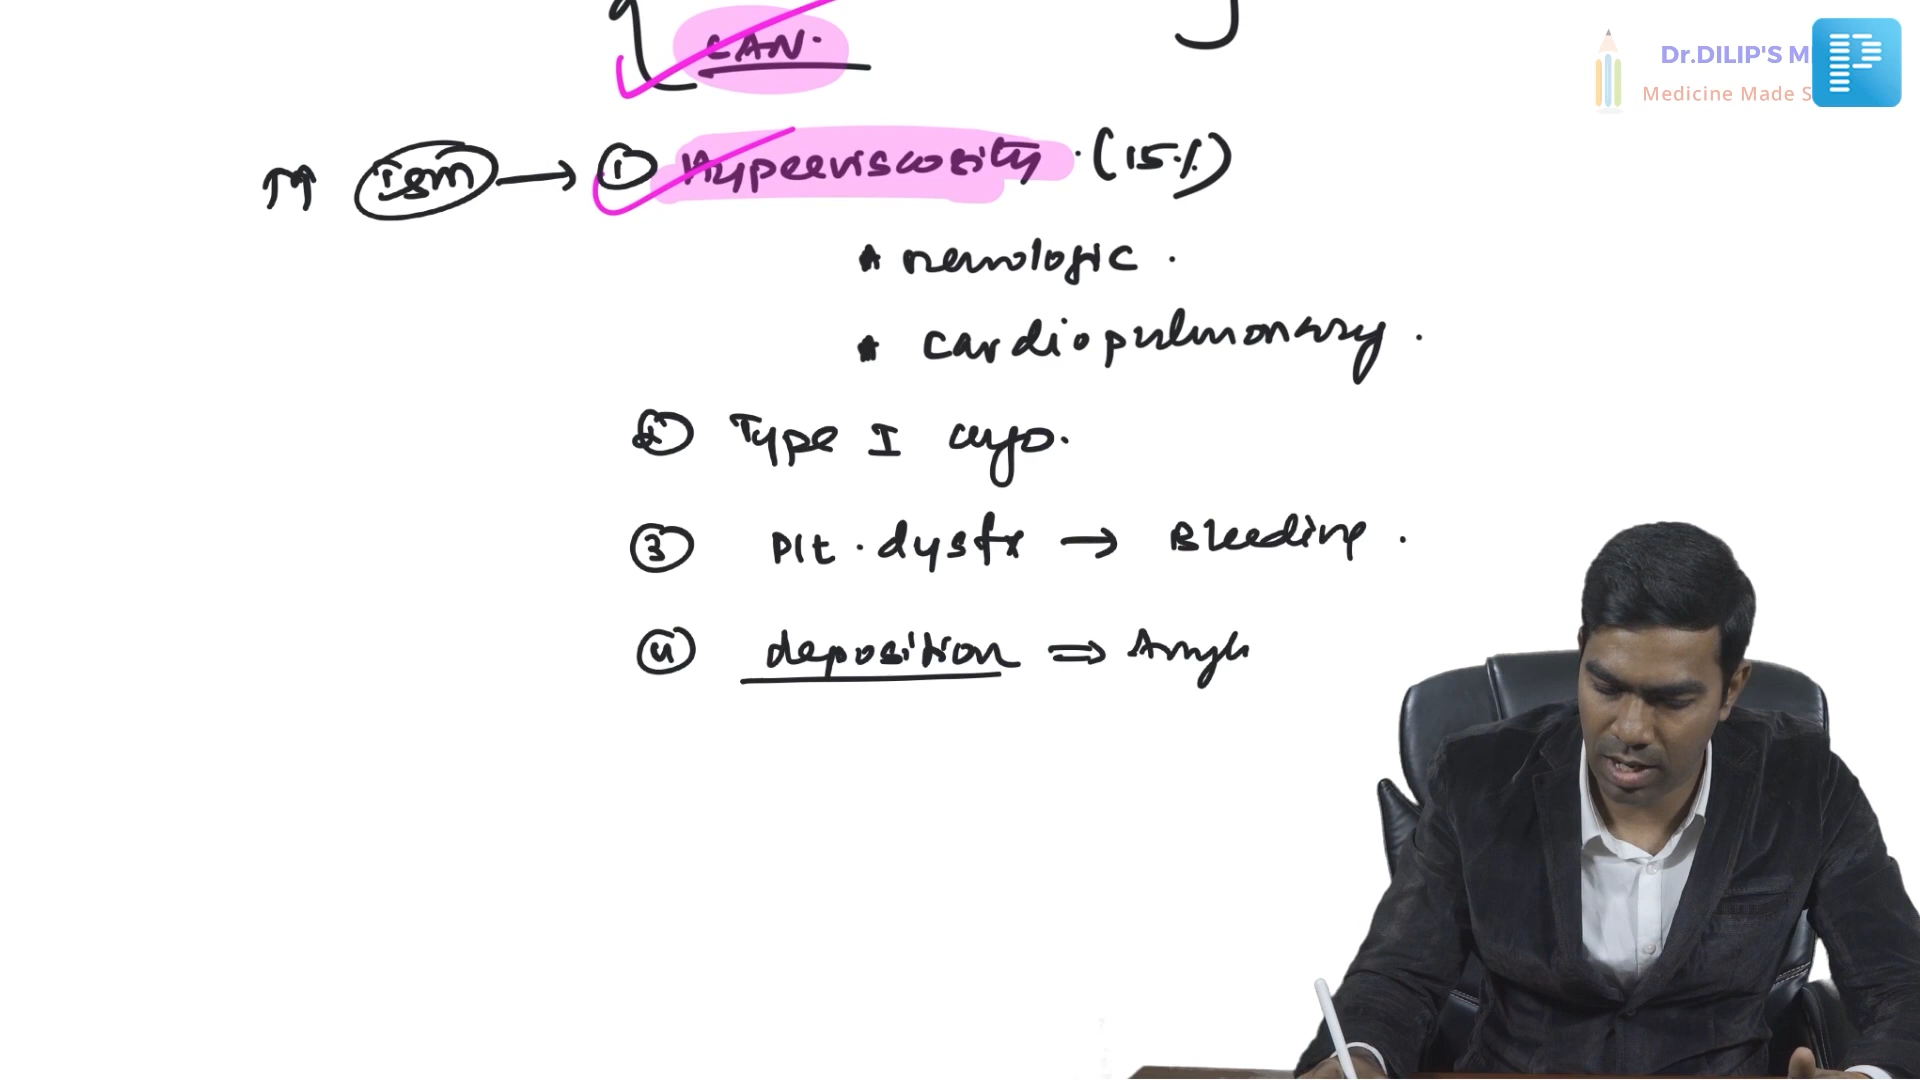 LAN.
Dr.DILIP'S M
Medicine Made S
↑↑ IgM → ① Hyperviscosity. (15%)
* neurologic.
* cardiopulmonary.
② Type I cryo.
③ Plt. dysfx → Bleeding.
④ deposition ⇒ Amyl